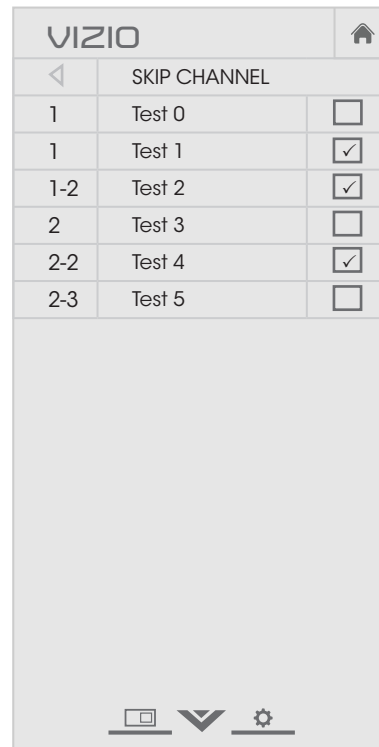 VIZIO
SKIP CHANNEL
1 Test 0
1 Test 1
1-2 Test 2
2 Test 3
2-2 Test 4
2-3 Test 5